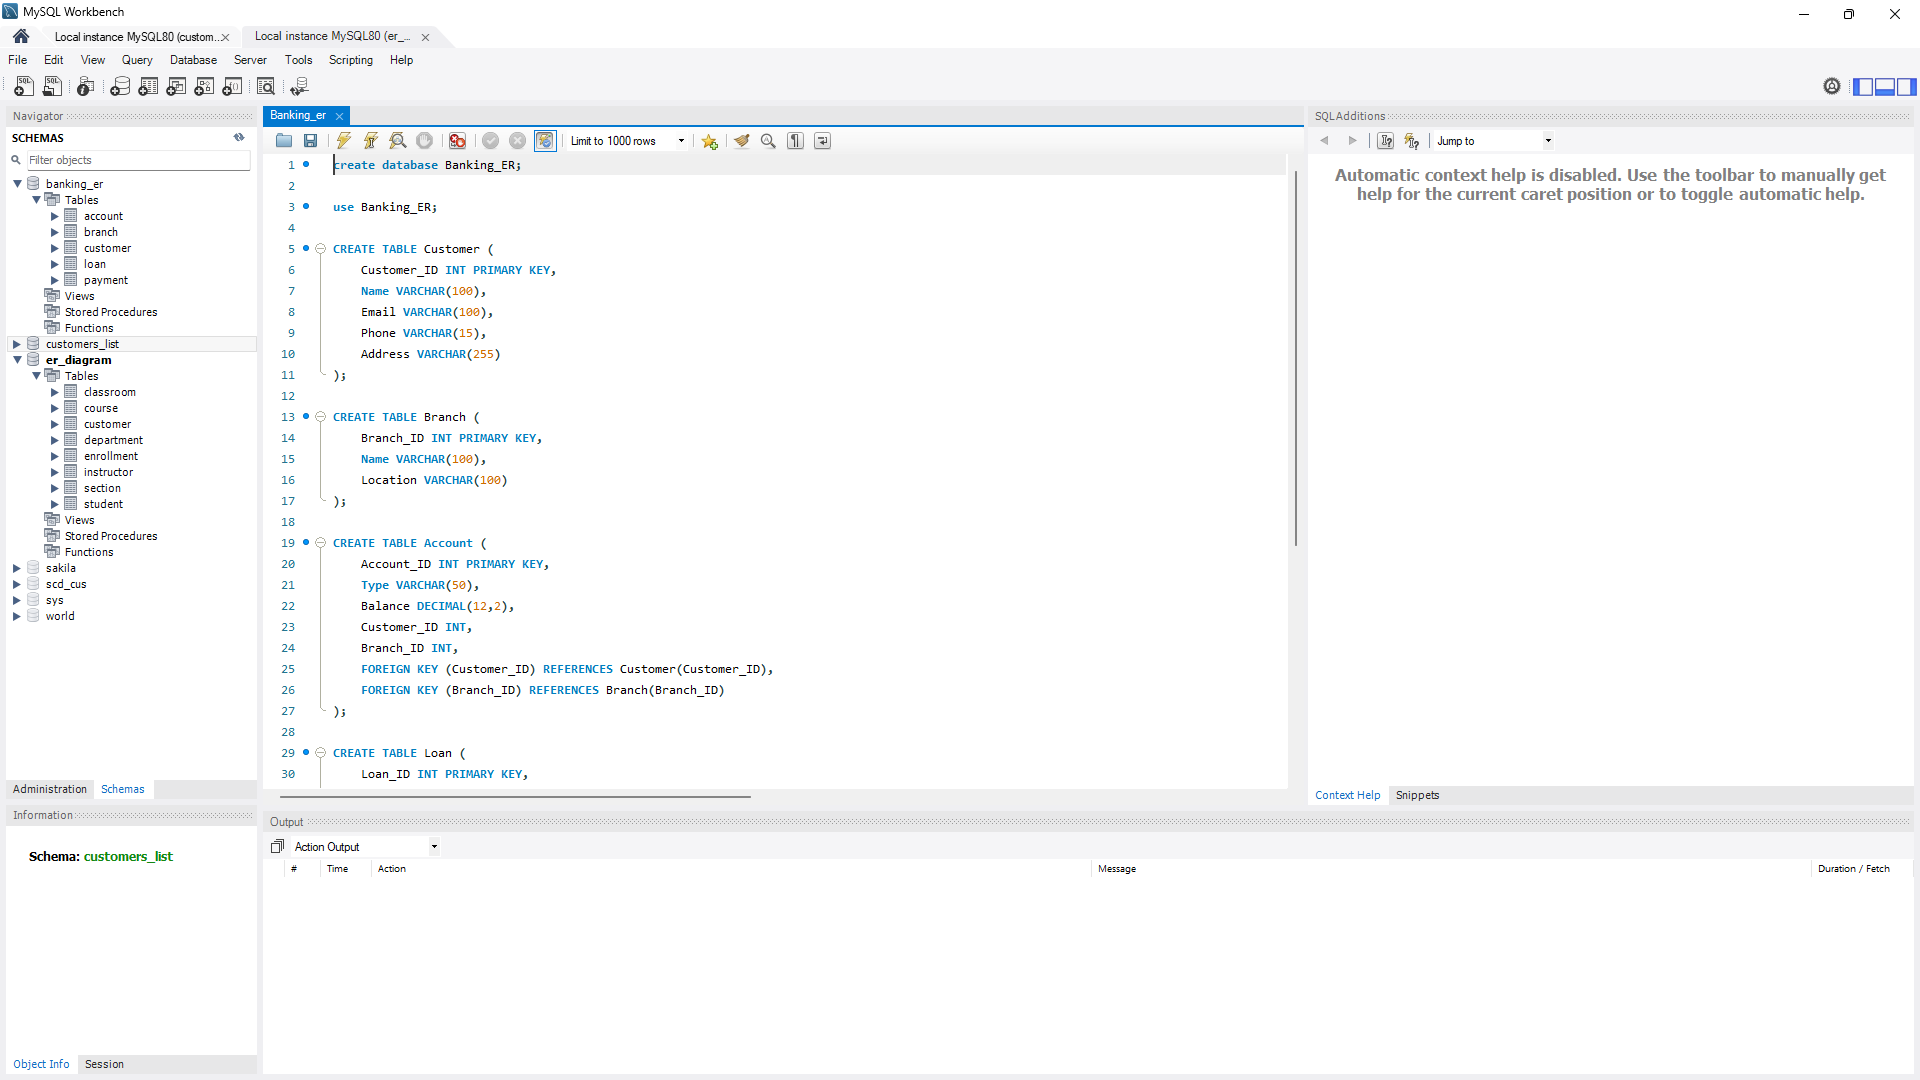 MySQL Workbench
Local instance MySQL80 (custom...
Local instance MySQL80 (er_...
File Edit View Query Database Server Tools Scripting Help
Navigator
SCHEMAS
Filter objects
banking_er
Tables
account
branch
customer
loan
payment
Views
Stored Procedures
Functions
customers_list
er_diagram
Tables
classroom
course
customer
department
enrollment
instructor
section
student
Views
Stored Procedures
Functions
sakila
scd_cus
sys
world
Administration Schemas
Information
Schema: customers_list
Object Info Session
Banking_er
Limit to 1000 rows
1 create database Banking_ER;
2
3 use Banking_ER;
4
5 CREATE TABLE Customer (
6 Customer_ID INT PRIMARY KEY,
7 Name VARCHAR(100),
8 Email VARCHAR(100),
9 Phone VARCHAR(15),
10 Address VARCHAR(255)
11 );
12
13 CREATE TABLE Branch (
14 Branch_ID INT PRIMARY KEY,
15 Name VARCHAR(100),
16 Location VARCHAR(100)
17 );
18
19 CREATE TABLE Account (
20 Account_ID INT PRIMARY KEY,
21 Type VARCHAR(50),
22 Balance DECIMAL(12,2),
23 Customer_ID INT,
24 Branch_ID INT,
25 FOREIGN KEY (Customer_ID) REFERENCES Customer(Customer_ID),
26 FOREIGN KEY (Branch_ID) REFERENCES Branch(Branch_ID)
27 );
28
29 CREATE TABLE Loan (
30 Loan_ID INT PRIMARY KEY,
SQLAdditions
Jump to
Automatic context help is disabled. Use the toolbar to manually get
help for the current caret position or to toggle automatic help.
Context Help Snippets
Output
Action Output
# Time Action Message Duration / Fetch